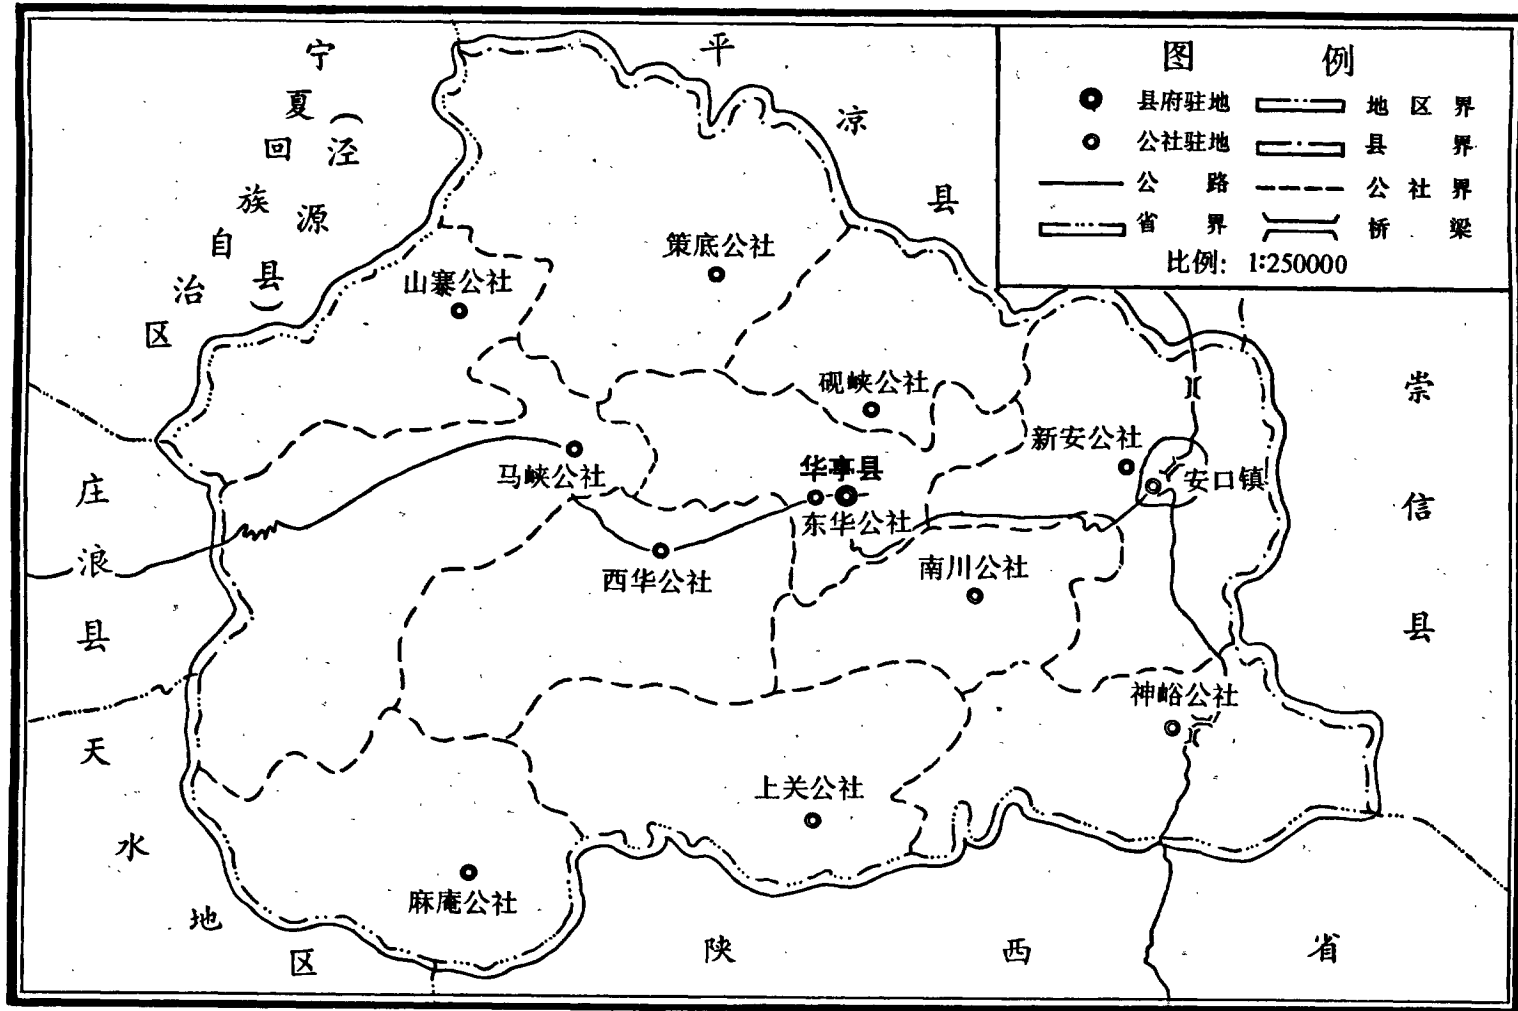 图 例
县府驻地
地区界
公社驻地
县界
公路
公社界
省界
桥梁
比例: 1:250000
宁夏回族自治区
(泾源县)
平凉县
崇信县
庄浪县
天水地区
陕西省
策底公社
山寨公社
砚峡公社
新安公社
马峡公社
华亭县
安口镇
东华公社
西华公社
南川公社
神峪公社
上关公社
麻庵公社